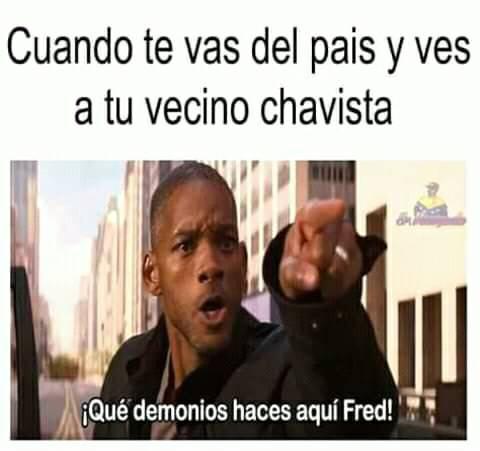 Cuando te vas del pais y ves
a tu vecino chavista
¡Qué demonios haces aquí Fred!